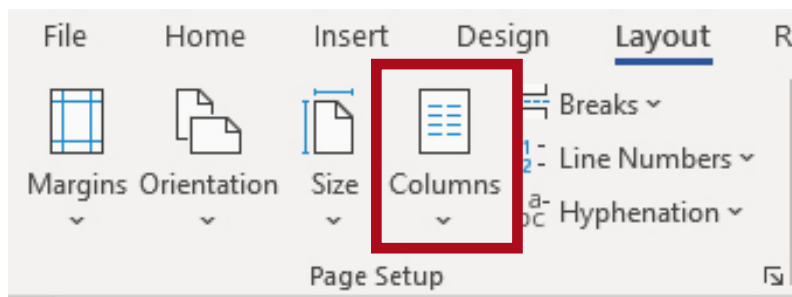 File Home Insert Design Layout R
Breaks
Line Numbers
Margins Orientation Size Columns
Hyphenation
Page Setup